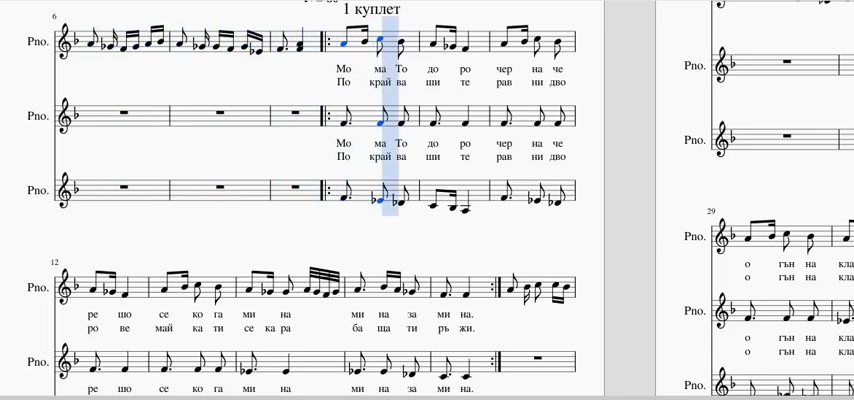 1 куплет
6
Pno.
Мо ма То до ро чер на че
По край ва ши те рав ни дво
Pno.
Мо ма То до ро чер на че
По край ва ши те рав ни дво
Pno.
12
Pno.
ре шо се ко га ми на ми на за ми на.
ро ве май ка ти се ка ра ба ща ти ръ жи.
Pno.
ре шо се ко га ми на ми на за ми на.
Pno.
Pno.
29
Pno.
о гън на кла
о гън на кла
Pno.
о гън на кла
о гън на кла
Pno.